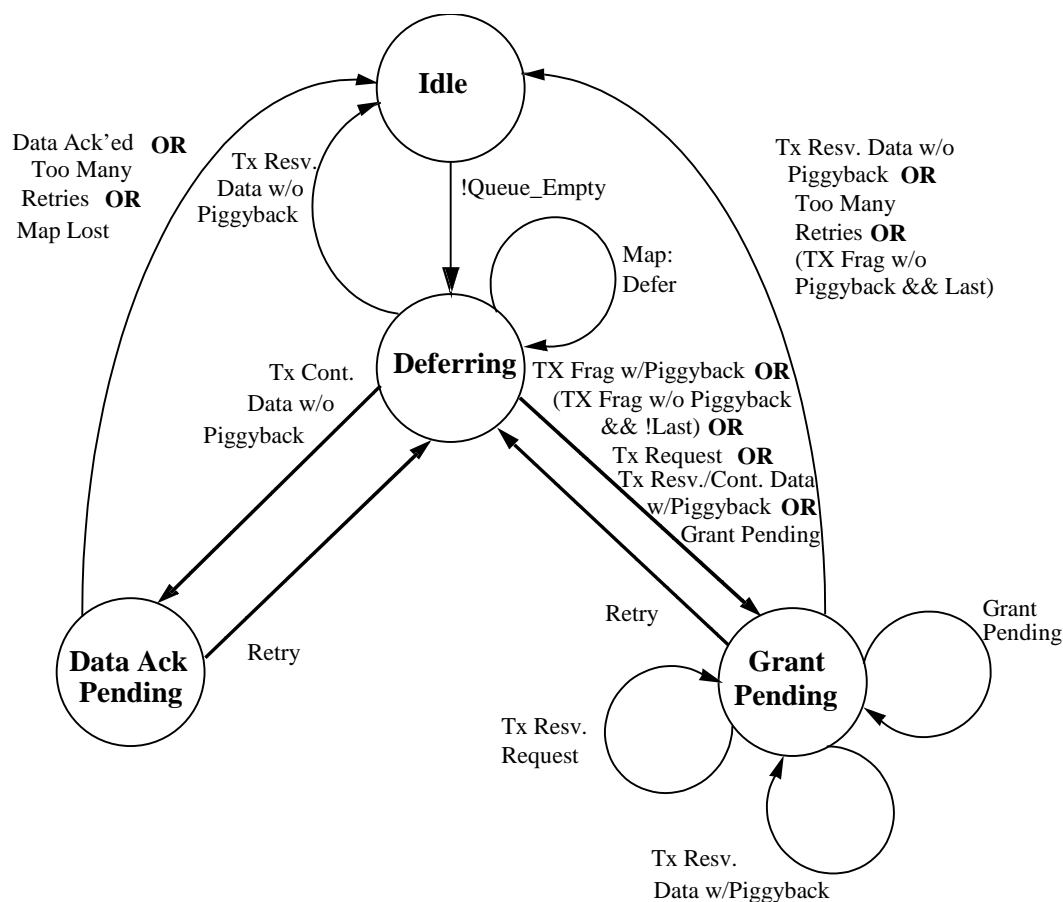 Idle
Data Ack’ed OR
Too Many
Retries OR
Map Lost
Tx Resv.
Data w/o
Piggyback
!Queue_Empty
Tx Resv. Data w/o
Piggyback OR
Too Many
Retries OR
(TX Frag w/o
Piggyback && Last)
Map:
Defer
Deferring
Tx Cont.
Data w/o
Piggyback
TX Frag w/Piggyback OR
(TX Frag w/o Piggyback
&& !Last) OR
Tx Request OR
Tx Resv./Cont. Data
w/Piggyback OR
Grant Pending
Data Ack
Pending
Retry
Retry
Grant
Pending
Grant
Pending
Tx Resv.
Request
Tx Resv.
Data w/Piggyback